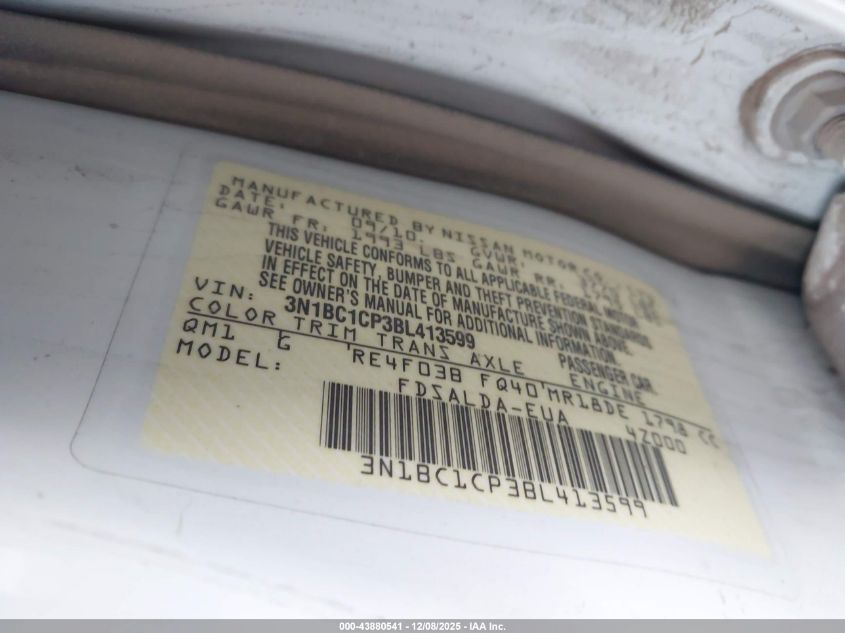 MANUFACTURED BY NISSAN MOTOR CO.
DATE: 09/10 GVWR:
GAWR FR: 1993 LBS GAWR RR:
THIS VEHICLE CONFORMS TO ALL APPLICABLE FEDERAL MOTOR
VEHICLE SAFETY, BUMPER AND THEFT PREVENTION STANDARDS
IN EFFECT ON THE DATE OF MANUFACTURE SHOWN ABOVE.
SEE OWNER'S MANUAL FOR ADDITIONAL INFORMATION.
VIN: 3N1BC1CP3BL413599 PASSENGER CAR
COLOR TRIM TRANS AXLE ENGINE
QM1 G RE4F03B FQ40 MR18DE 1798 CC
MODEL: FDSALDA-EUA 4Z000
3N1BC1CP3BL413599
000-43880541 - 12/08/2025 - IAA Inc.